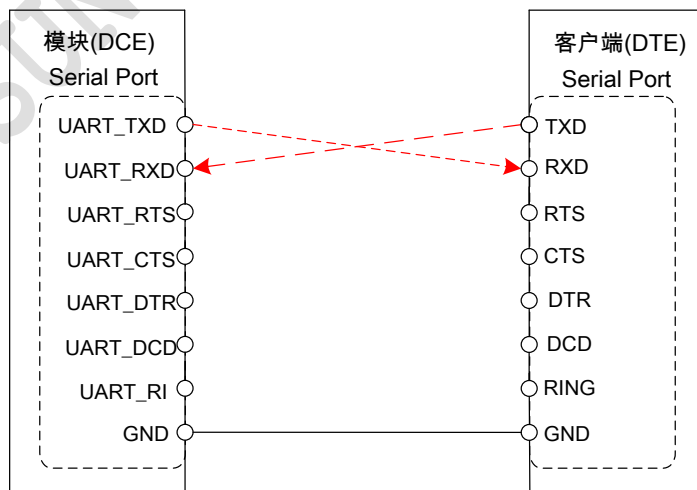 模块(DCE)
Serial Port
UART_TXD
UART_RXD
UART_RTS
UART_CTS
UART_DTR
UART_DCD
UART_RI
GND
客户端(DTE)
Serial Port
TXD
RXD
RTS
CTS
DTR
DCD
RING
GND